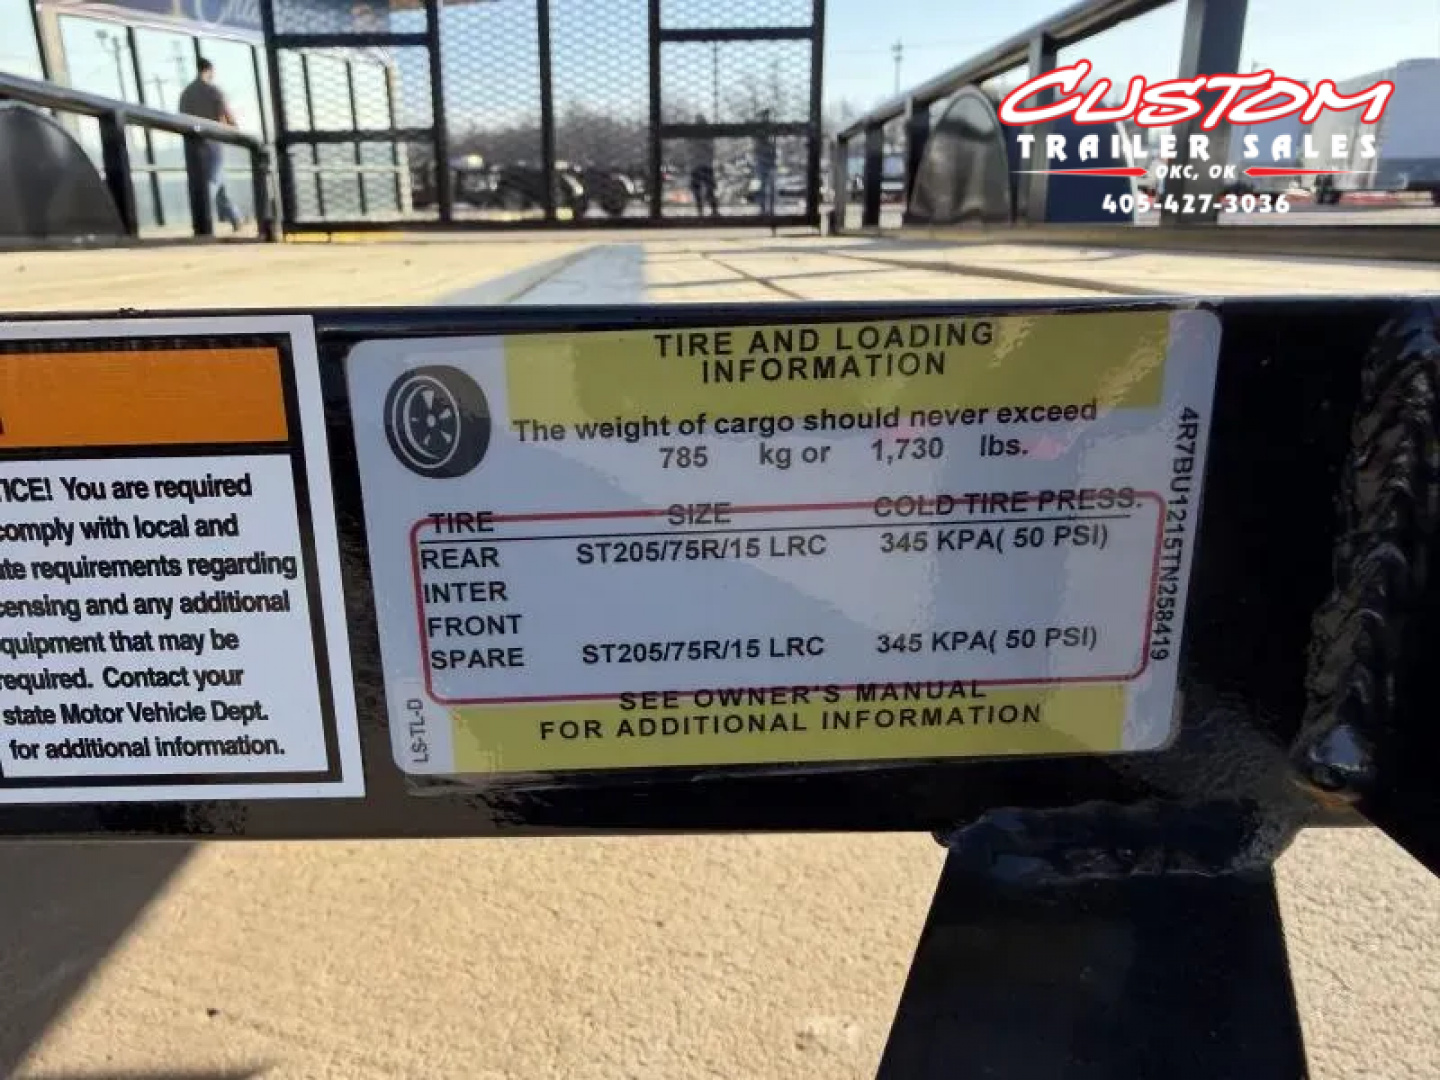 CUSTOM
TRAILER SALES
OKC, OK
405-427-3036
TIRE AND LOADING
INFORMATION
The weight of cargo should never exceed
785 kg or 1,730 lbs.
TIRE SIZE COLD TIRE PRESS.
REAR ST205/75R/15 LRC 345 KPA( 50 PSI)
INTER
FRONT
SPARE ST205/75R/15 LRC 345 KPA( 50 PSI)
SEE OWNER'S MANUAL
FOR ADDITIONAL INFORMATION
LS-TL-D
4R7BU1215TN258419
You are required
comply with local and
requirements regarding
and any additional
that may be
required. Contact your
state Motor Vehicle Dept.
for additional information.